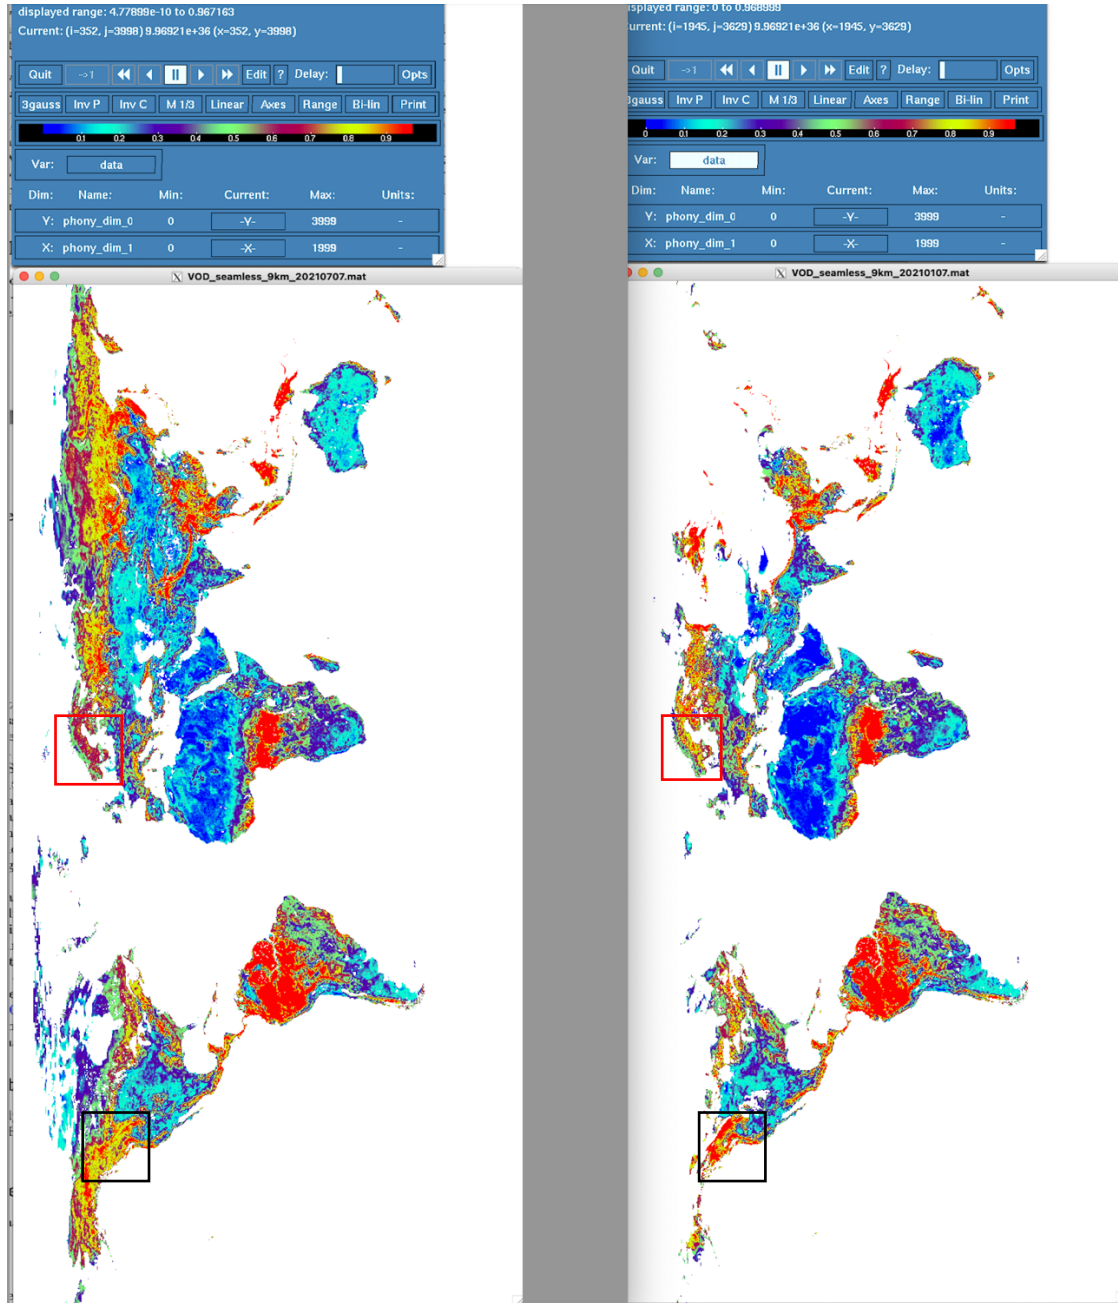 displayed range: 4.77899e-10 to 0.967163
Current: (i=352, j=3998) 9.96921e+36 (x=352, y=3998)
Quit ->1 Edit ? Delay: Opts
3gauss Inv P Inv C M 1/3 Linear Axes Range Bi-lin Print
0.1 0.2 0.3 0.4 0.5 0.6 0.7 0.8 0.9
Var: data
Dim: Name: Min: Current: Max: Units:
Y: phony_dim_0 0 -Y- 3999 -
X: phony_dim_1 0 -X- 1999 -
VOD_seamless_9km_20210707.mat
displayed range: 0 to 0.968999
urrent: (i=1945, j=3629) 9.96921e+36 (x=1945, y=3629)
Quit ->1 Edit ? Delay: Opts
3gauss Inv P Inv C M 1/3 Linear Axes Range Bi-lin Print
0 0.1 0.2 0.3 0.4 0.5 0.6 0.7 0.8 0.9
Var: data
Dim: Name: Min: Current: Max: Units:
Y: phony_dim_0 0 -Y- 3999 -
X: phony_dim_1 0 -X- 1999 -
VOD_seamless_9km_20210107.mat